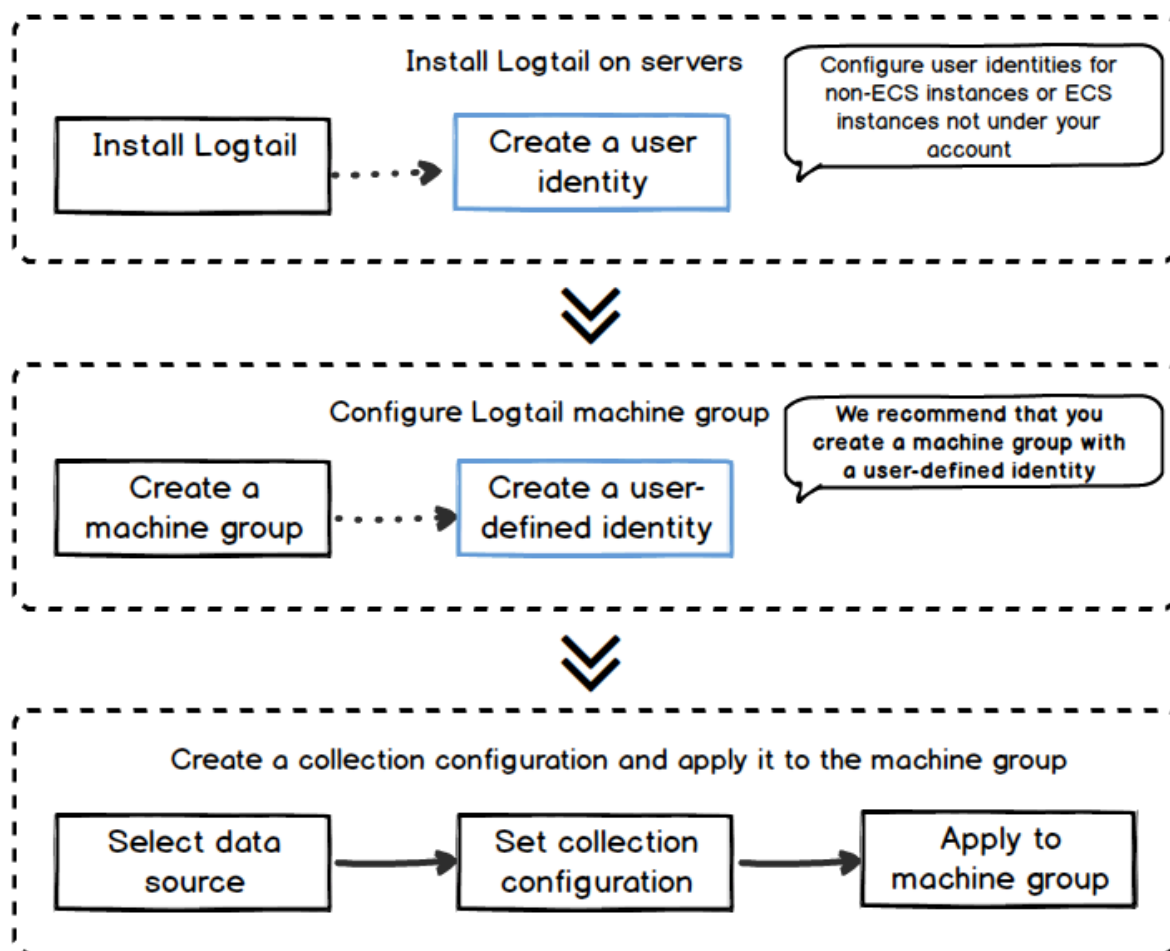 Install Logtail on servers
Configure user identities for
non-ECS instances or ECS
instances not under your
account
Install Logtail
Create a user
identity
Configure Logtail machine group
We recommend that you
create a machine group with
a user-defined identity
Create a
machine group
Create a user-
defined identity
Create a collection configuration and apply it to the machine group
Select data
source
Set collection
configuration
Apply to
machine group